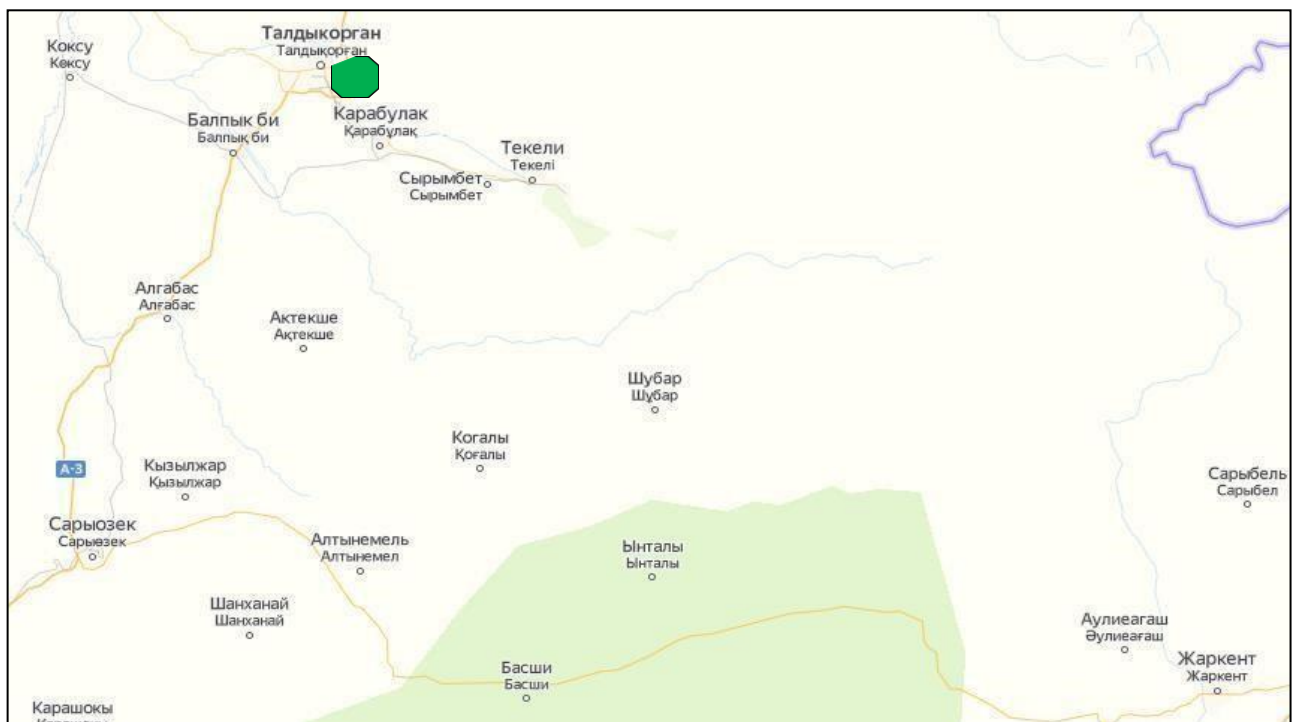 Талдыкорган
Талдықорған
Коксу
Көксу
Балпык би
Балпық би
Карабулак
Қарабұлақ
Текели
Текелі
Сырымбет
Сырымбет
Алгабас
Алғабас
Актекше
Ақтекше
Шубар
Шұбар
Когалы
Қоғалы
А-3
Кызылжар
Қызылжар
Сарыбель
Сарыбел
Сарыозек
Сарыөзек
Алтынемель
Алтынемел
Ынталы
Ынталы
Шанханай
Шанханай
Аулиеагаш
Әулиеағаш
Басши
Басши
Жаркент
Жаркент
Карашокы